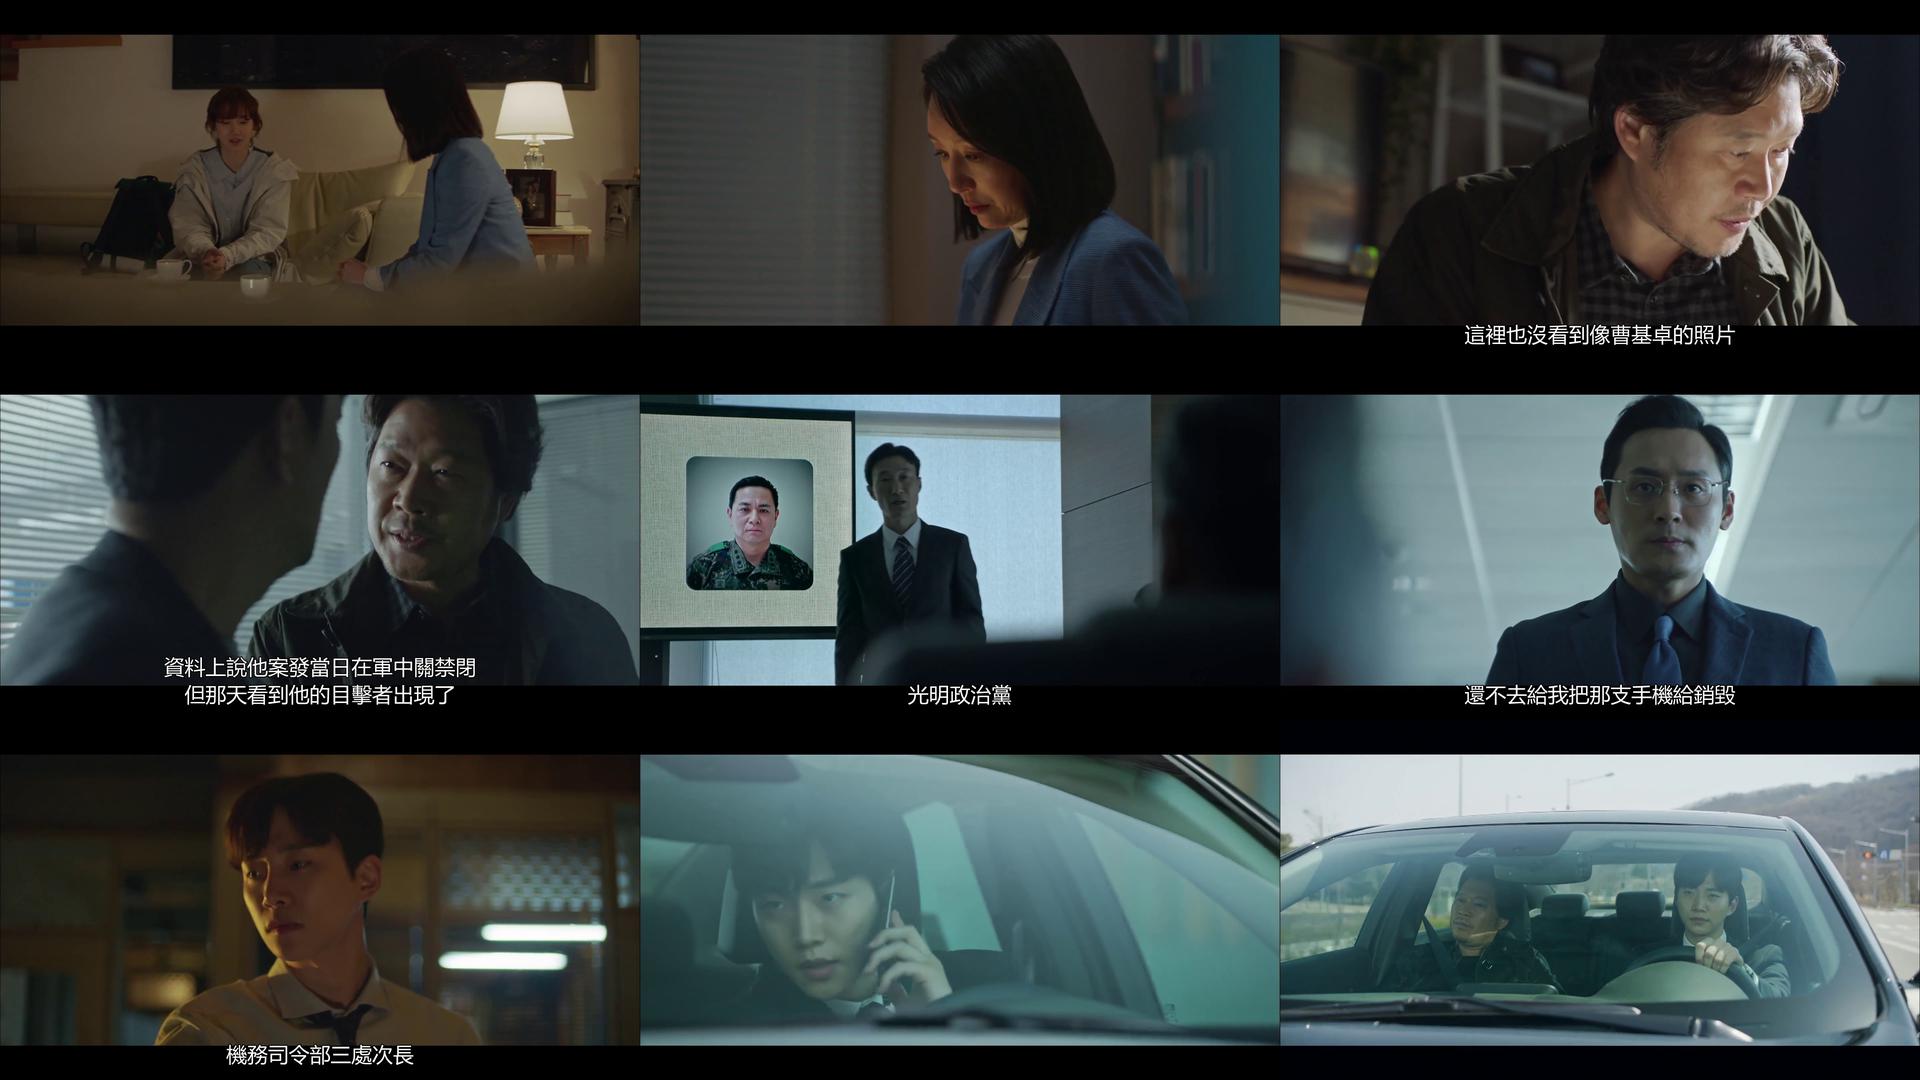 這裡也沒看到像曹基卓的照片
資料上說他案發當日在軍中關禁閉
但那天看到他的目擊者出現了
光明政治黨
還不去給我把那支手機給銷毀
機務司令部三處次長